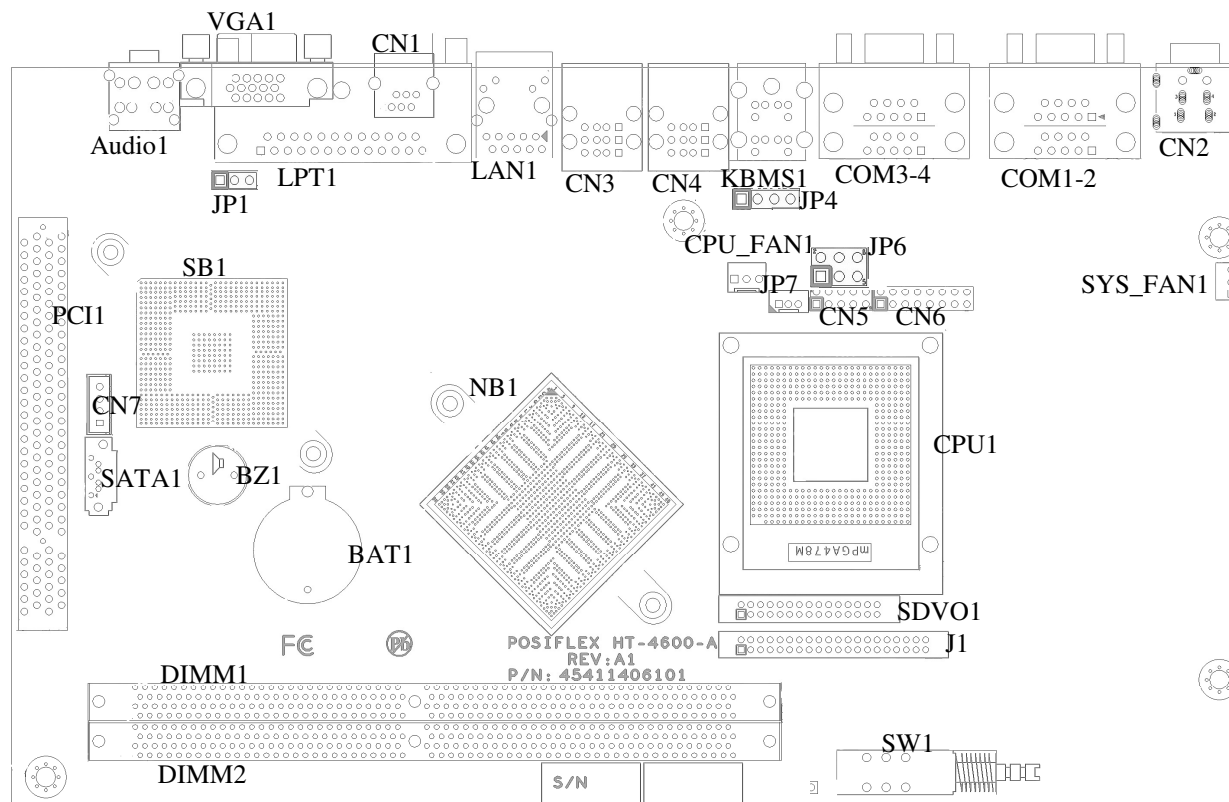 VGA1
CN1
Audio1
LPT1
LAN1
CN3
CN4
KBMS1
COM3-4
COM1-2
CN2
JP1
JP4
CPU_FAN1
JP6
SB1
JP7
SYS_FAN1
PCI1
CN5
CN6
CN7
NB1
CPU1
SATA1
BZ1
BAT1
mPGA478M
SDVO1
FC
Pb
POSIFLEX HT-4600-A
REV:A1
P/N: 45411406101
J1
DIMM1
DIMM2
SW1
S/N